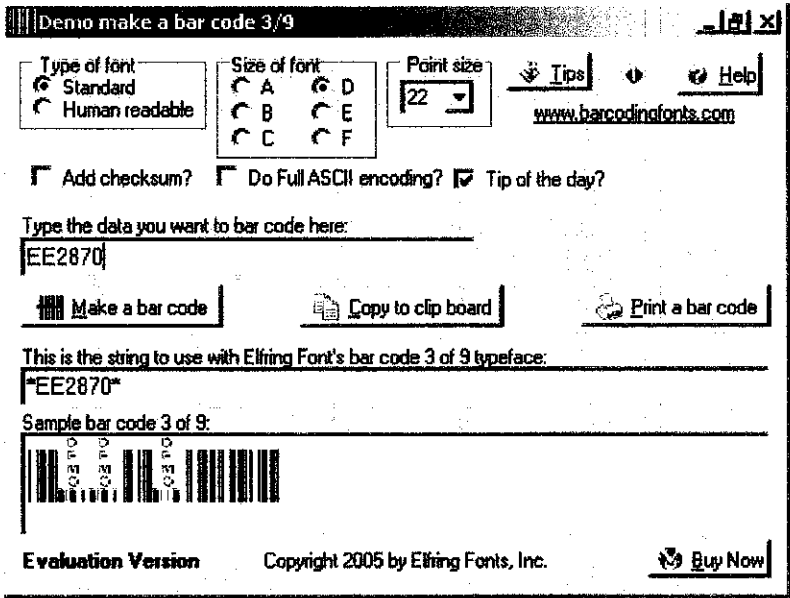 Demo make a bar code 3/9
Type of font
Standard
Human readable
Size of font
A
D
B
E
C
F
Point size
22
Tips
Help
www.barcodingfonts.com
Add checksum? Do Full ASCII encoding? Tip of the day?
Type the data you want to bar code here:
EE2870
Make a bar code Copy to clip board Print a bar code
This is the string to use with Elfring Font's bar code 3 of 9 typeface:
*EE2870*
Sample bar code 3 of 9:
DEMO DEMO DEMO
Evaluation Version Copyright 2005 by Elfring Fonts, Inc. Buy Now